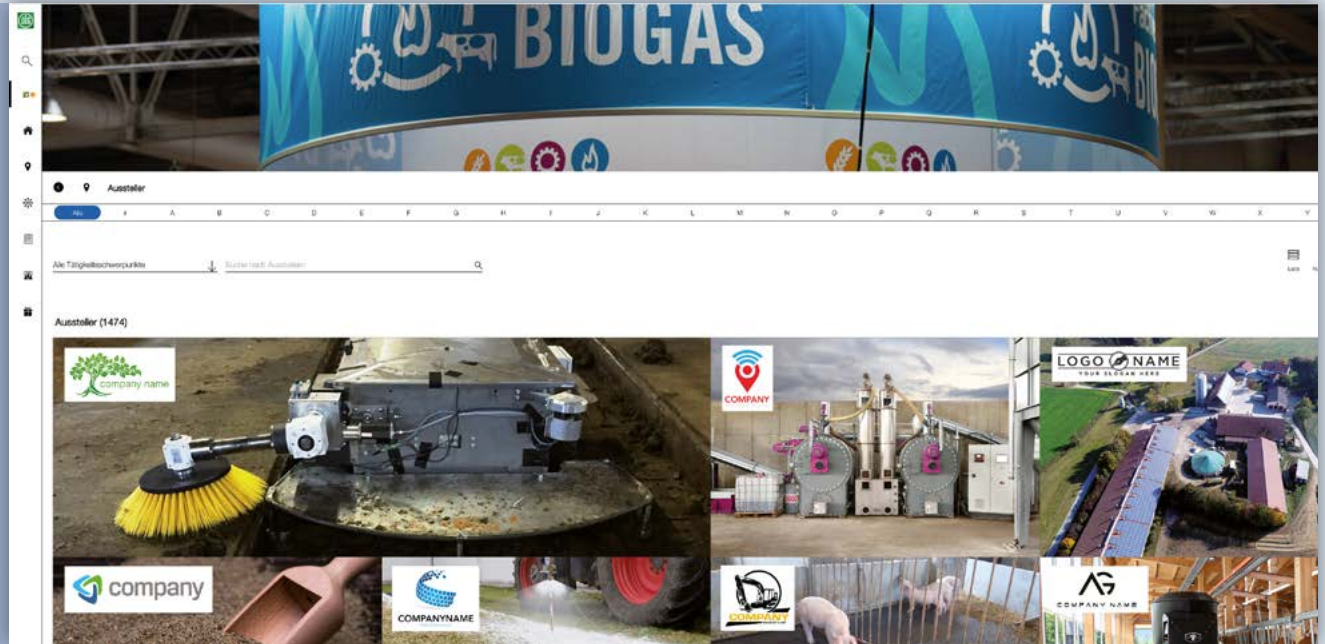 BIOGAS
BIO
Aussteller
Alle # A B C D E F G H I J K L M N O P Q R S T U V W X Y
Alle Tätigkeitsschwerpunkte
Suche nach Ausstellern
Aussteller (1474)
company name
COMPANY
LOGO NAME
YOUR SLOGAN HERE
company
COMPANYNAME
COMPANY
AG
COMPANY NAME